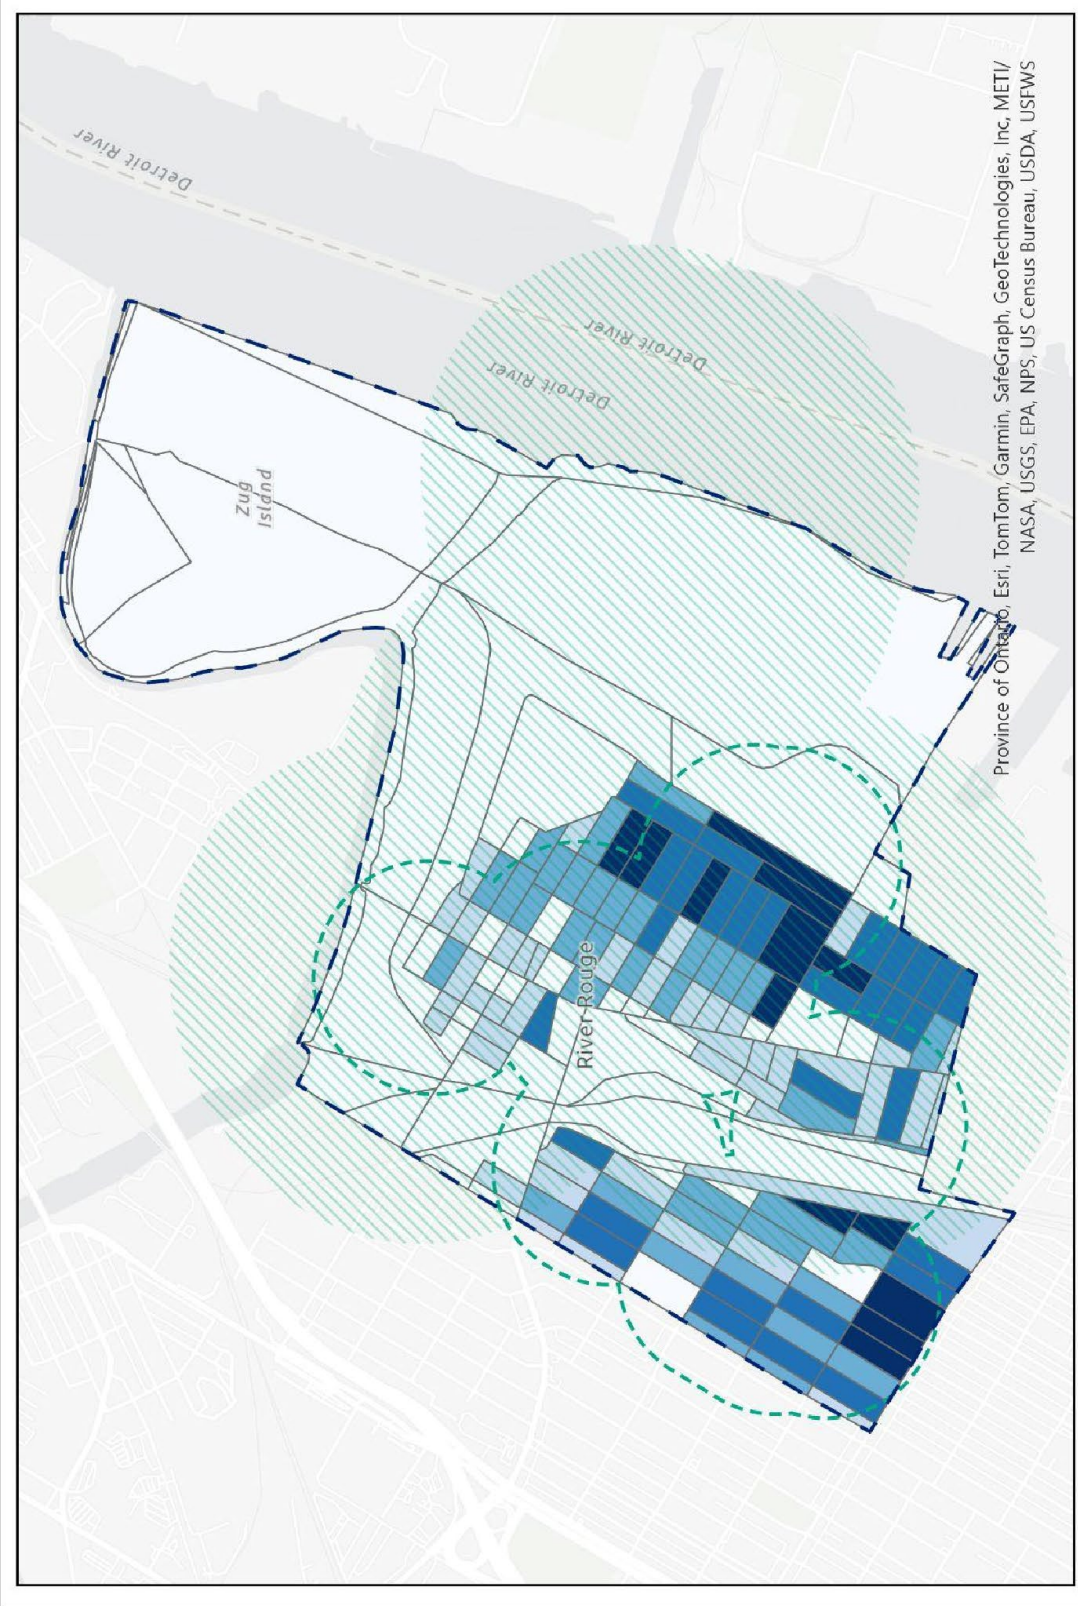 Detroit River
Detroit River
Detroit River
Zug
Island
River Rouge
Province of Ontario, Esri, TomTom, Garmin, SafeGraph, GeoTechnologies, Inc, METI/
NASA, USGS, EPA, NPS, US Census Bureau, USDA, USFWS